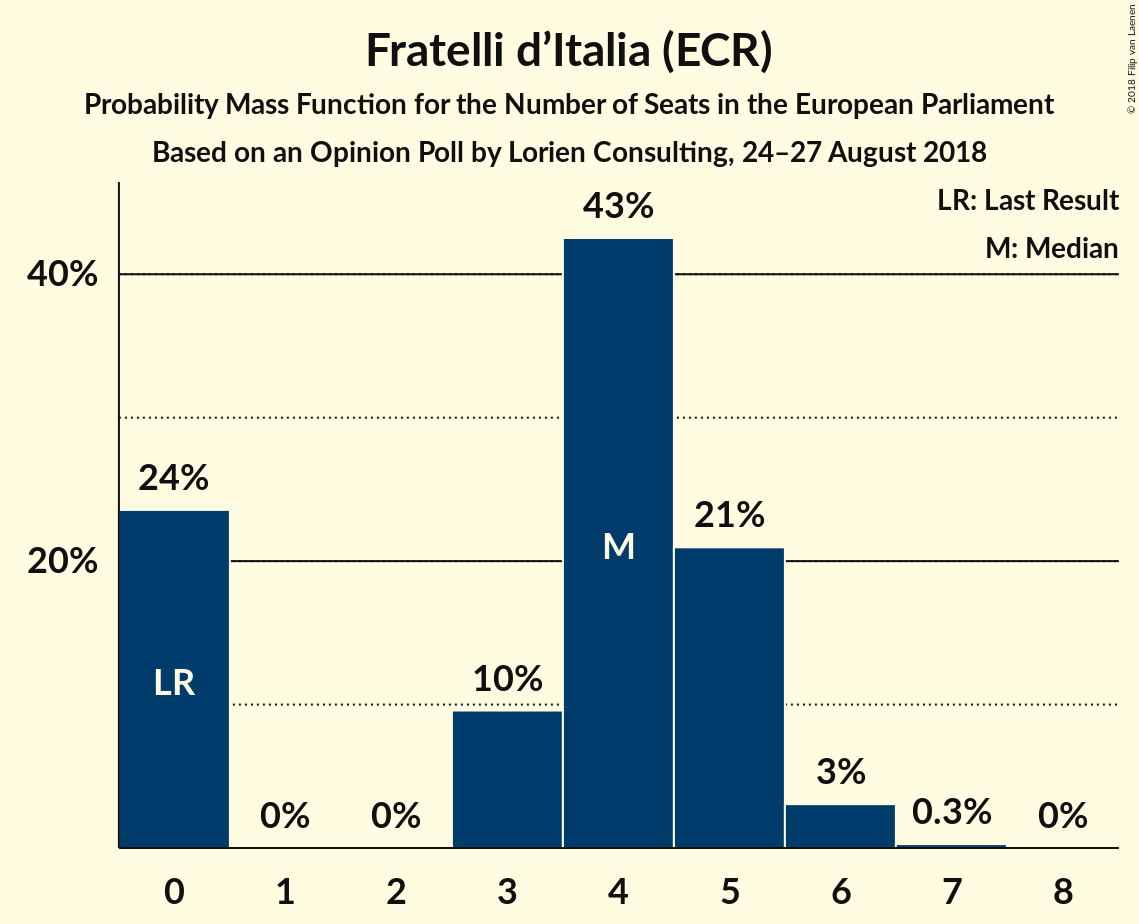 Fratelli d’Italia (ECR)
Probability Mass Function for the Number of Seats in the European Parliament
Based on an Opinion Poll by Lorien Consulting, 24–27 August 2018
© 2018 Filip van Laenen
LR: Last Result
M: Median
43%
40%
24%
21%
20%
M
LR
10%
3%
0%
0%
0.3%
0%
0 1 2 3 4 5 6 7 8